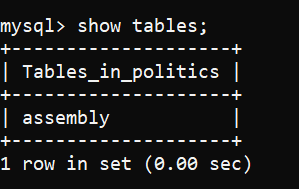 mysql> show tables;
+--------------------+
| Tables_in_politics |
+--------------------+
| assembly           |
+--------------------+
1 row in set (0.00 sec)